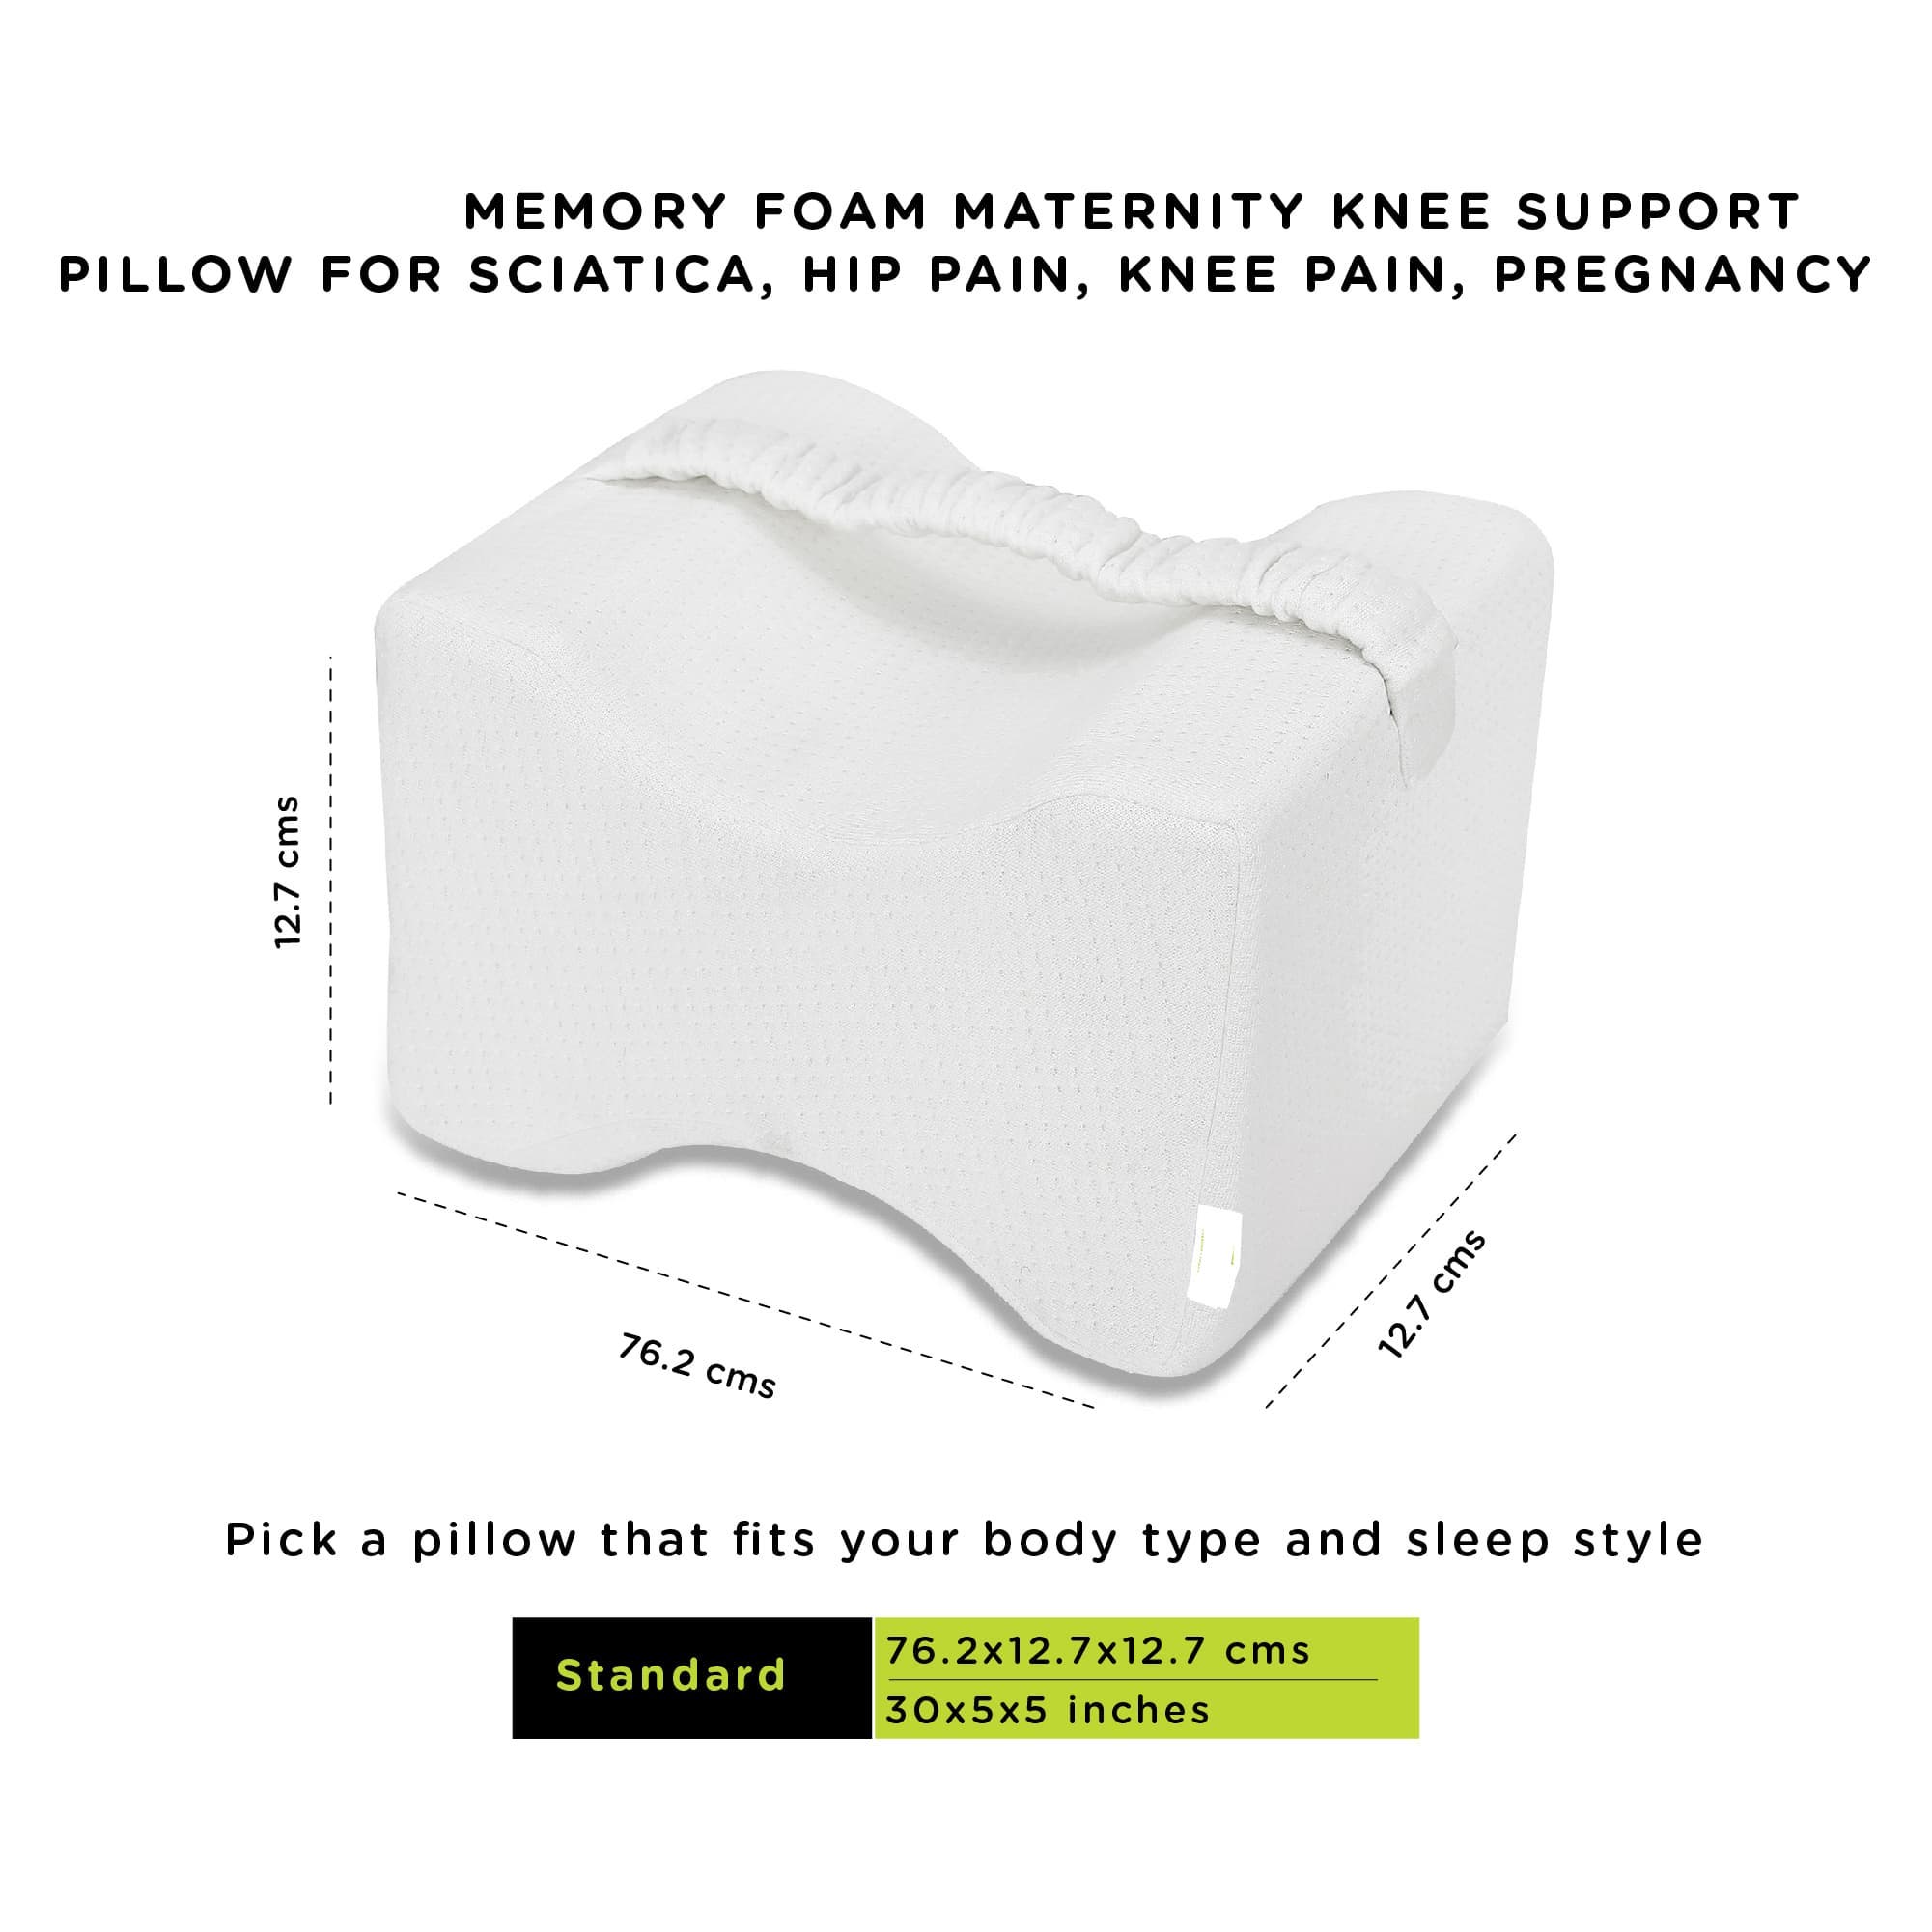 MEMORY FOAM MATERNITY KNEE SUPPORT
PILLOW FOR SCIATICA, HIP PAIN, KNEE PAIN, PREGNANCY
12.7 cms
76.2 cms
12.7 cms
Pick a pillow that fits your body type and sleep style
Standard
76.2x12.7x12.7 cms
30x5x5 inches